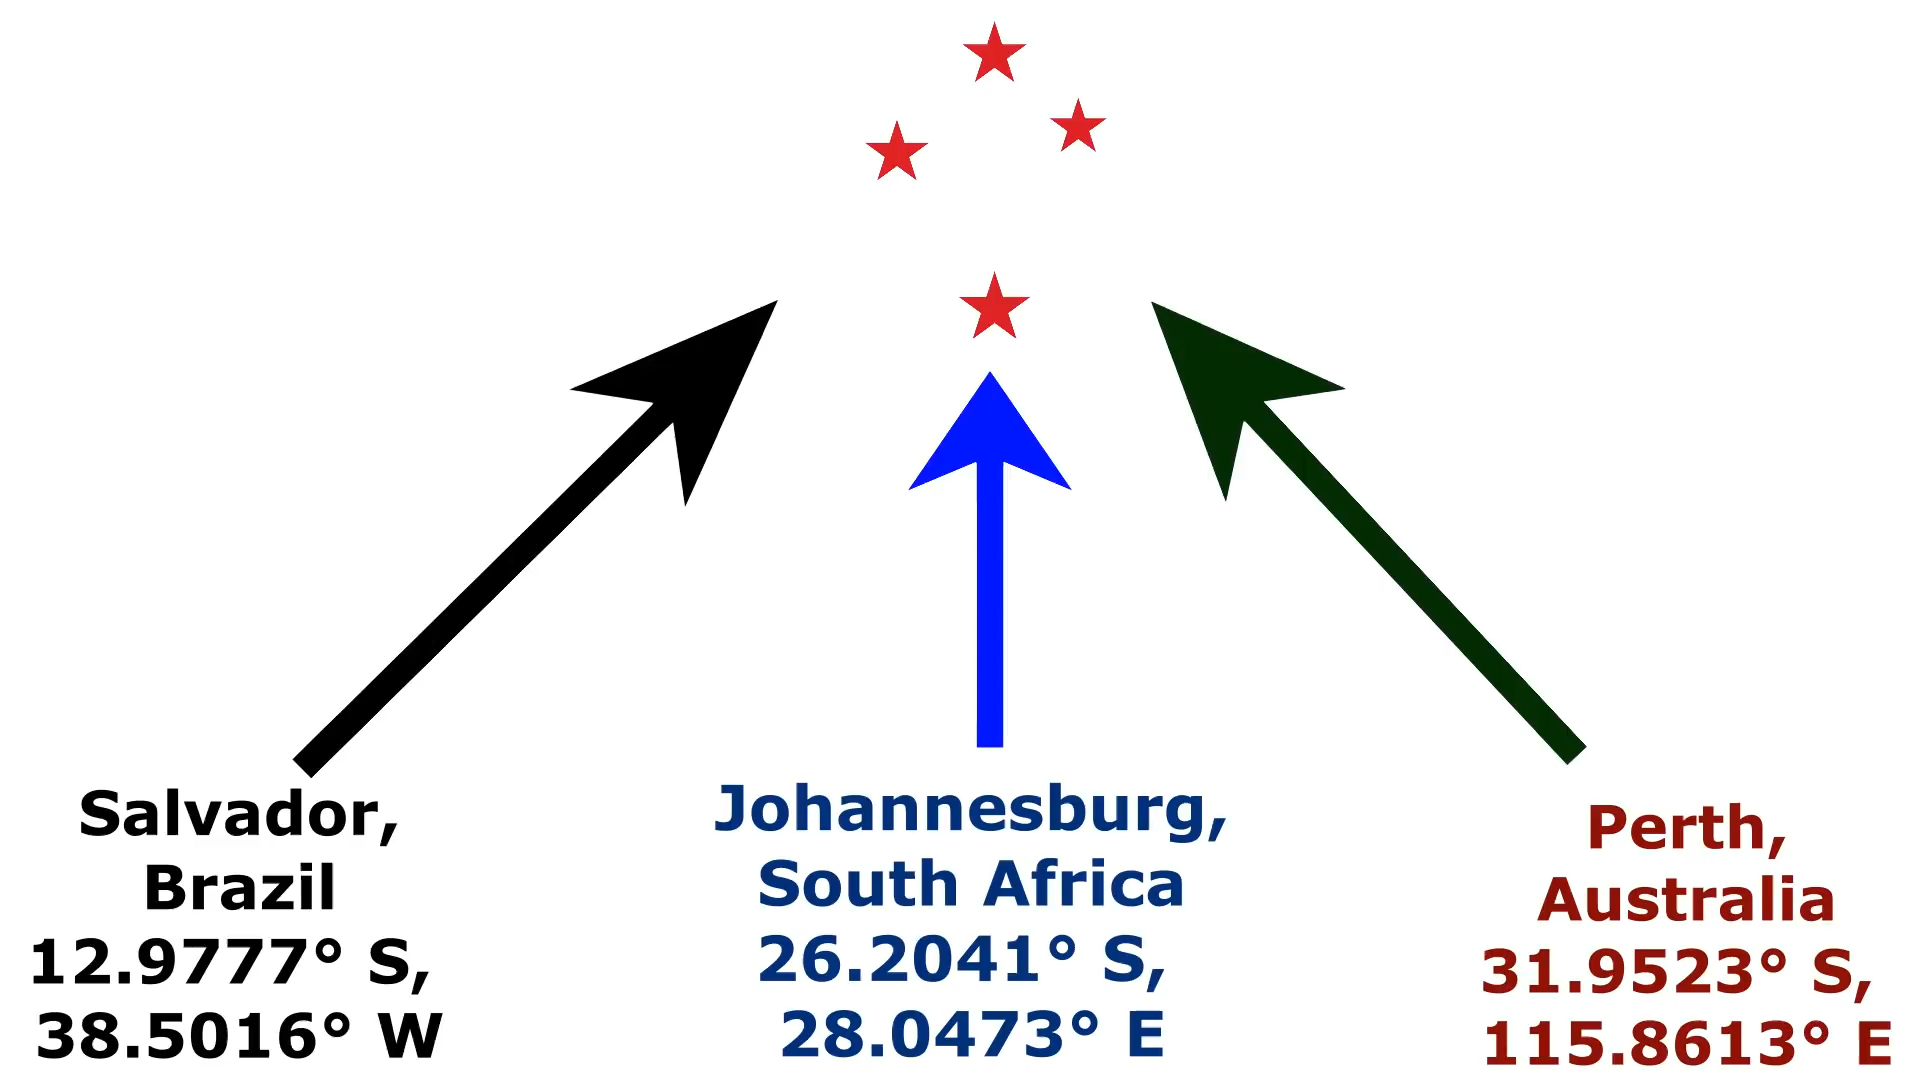 Salvador,
Brazil
12.9777° S,
38.5016° W
Johannesburg,
South Africa
26.2041° S,
28.0473° E
Perth,
Australia
31.9523° S,
115.8613° E